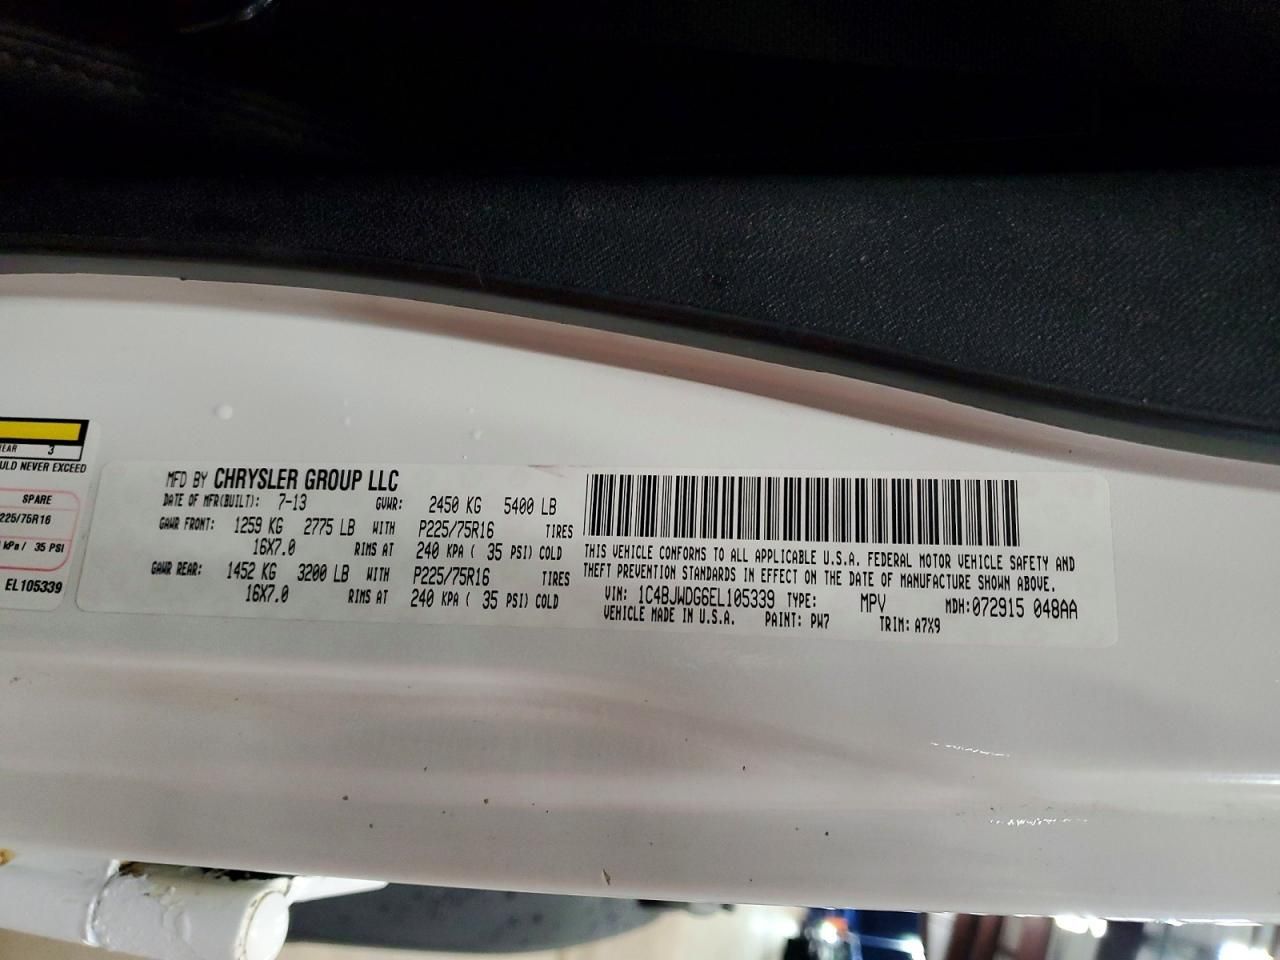 YEAR 3
ULD NEVER EXCEED
SPARE
225/75R16
kPa/ 35 PSI
EL105339
MFD BY CHRYSLER GROUP LLC
DATE OF MFR(BUILT): 7-13 GVWR: 2450 KG 5400 LB
GAWR FRONT: 1259 KG 2775 LB WITH P225/75R16 TIRES
16X7.0 RIMS AT 240 KPA ( 35 PSI) COLD
GAWR REAR: 1452 KG 3200 LB WITH P225/75R16 TIRES
16X7.0 RIMS AT 240 KPA ( 35 PSI) COLD
THIS VEHICLE CONFORMS TO ALL APPLICABLE U.S.A. FEDERAL MOTOR VEHICLE SAFETY AND
THEFT PREVENTION STANDARDS IN EFFECT ON THE DATE OF MANUFACTURE SHOWN ABOVE.
VIN: 1C4BJWDG6EL105339 TYPE: MPV MDH:072915 048AA
VEHICLE MADE IN U.S.A. PAINT: PW7 TRIM: A7X9